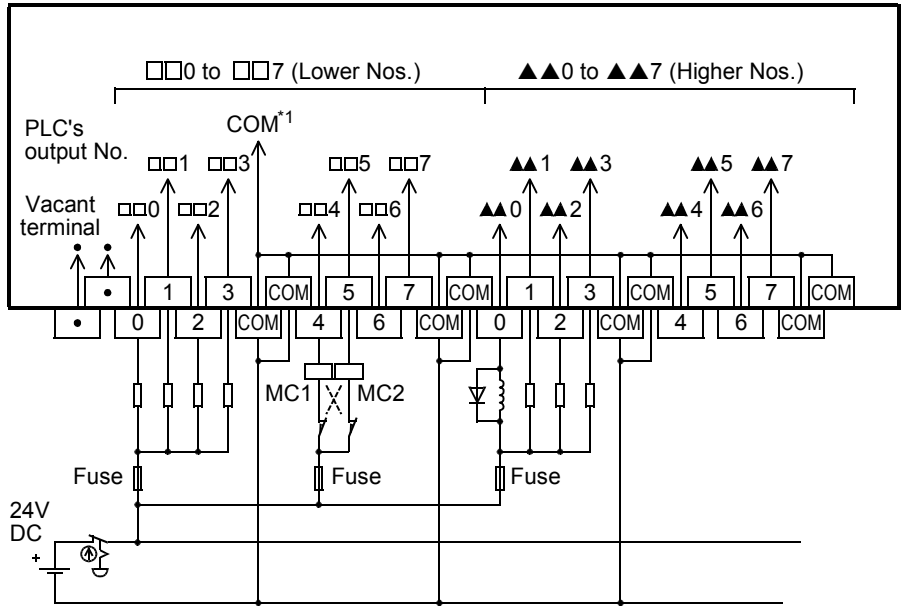 □□0 to □□7 (Lower Nos.) ▲▲0 to ▲▲7 (Higher Nos.)
COM*1
PLC's
output No.
□□1 □□3 □□5 □□7 ▲▲1 ▲▲3 ▲▲5 ▲▲7
Vacant
terminal
□□0 □□2 □□4 □□6 ▲▲0 ▲▲2 ▲▲4 ▲▲6
• 1 3 COM 5 7 COM 1 3 COM 5 7 COM
• 0 2 COM 4 6 COM 0 2 COM 4 6 COM
MC1 MC2
Fuse Fuse Fuse
24V
DC
+